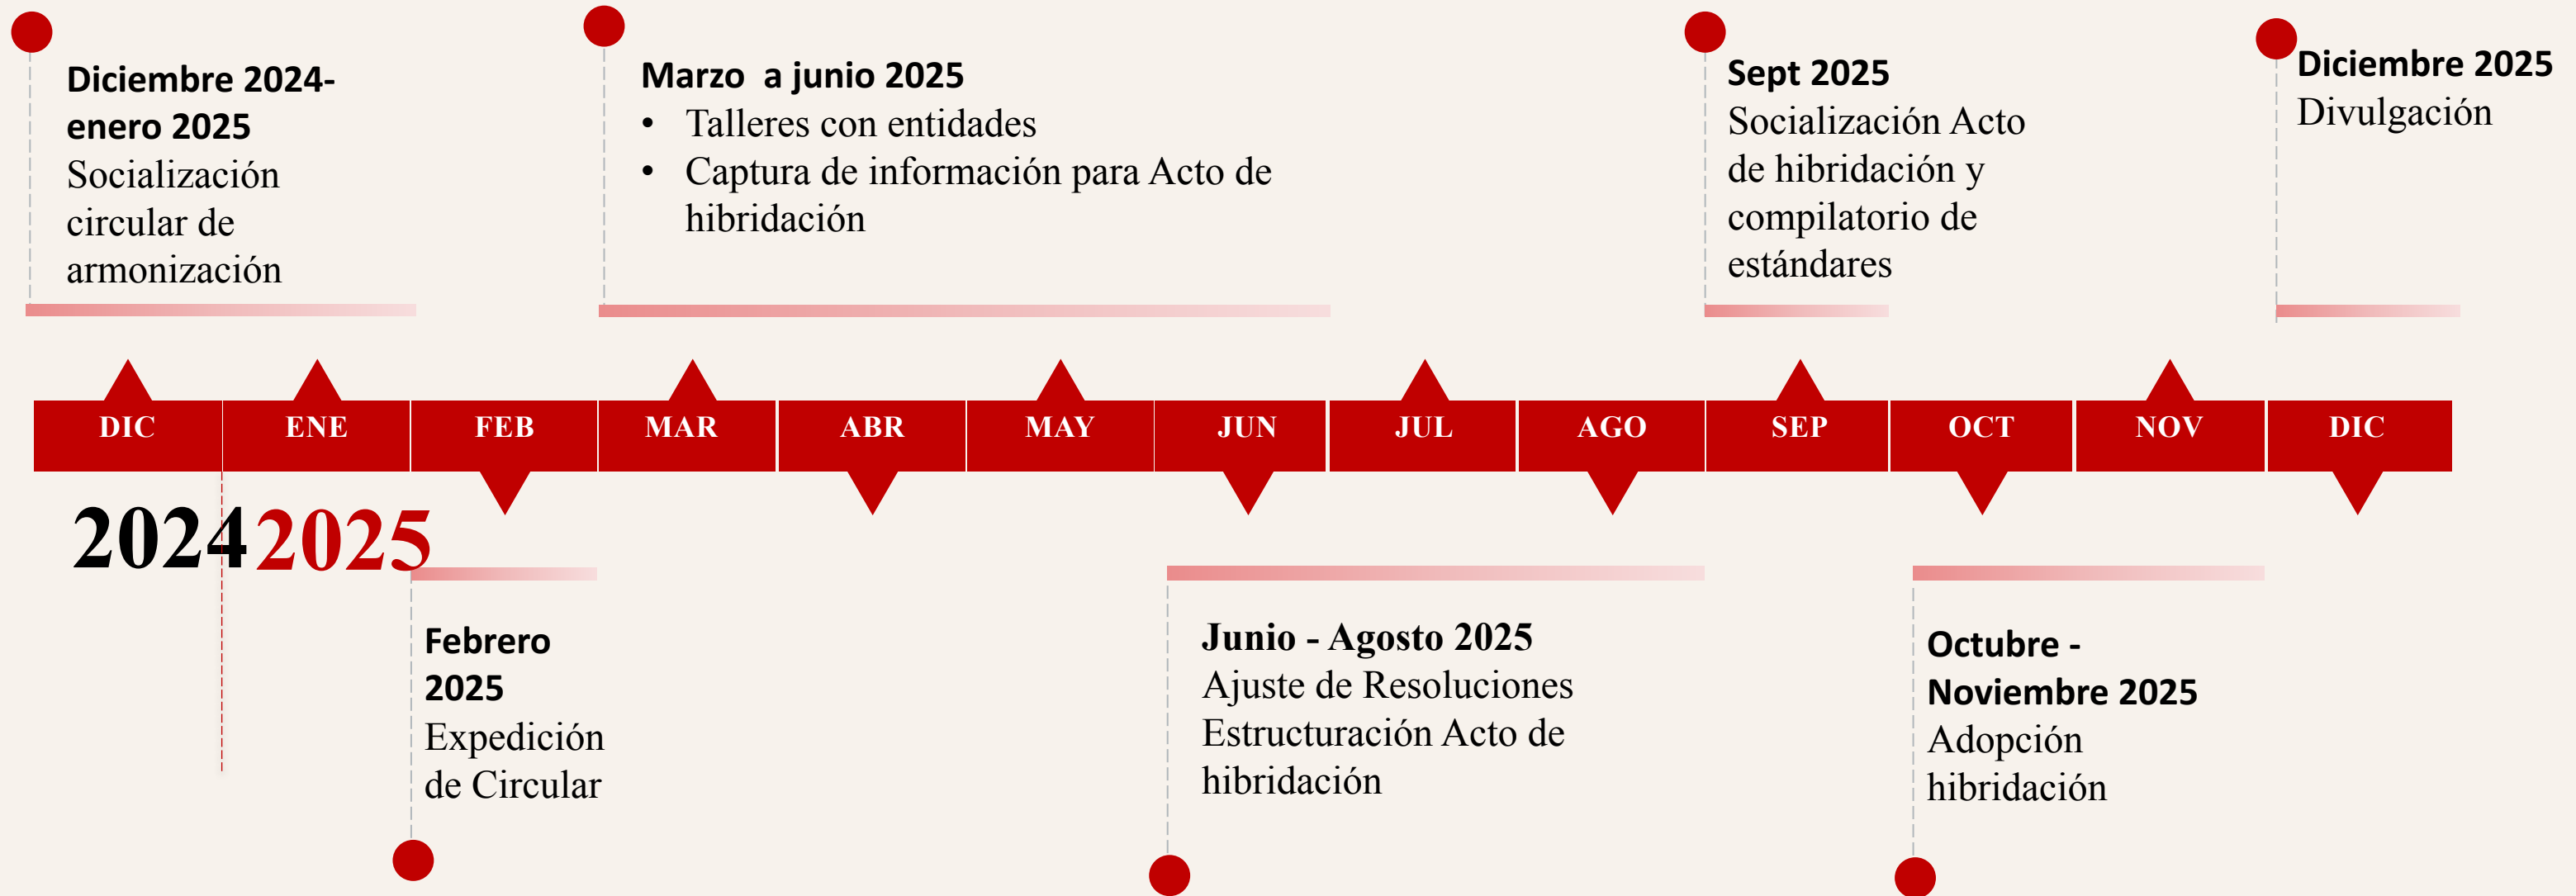 Diciembre 2024-
enero 2025
Socialización
circular de
armonización
Marzo a junio 2025
• Talleres con entidades
• Captura de información para Acto de
hibridación
Sept 2025
Socialización Acto
de hibridación y
compilatorio de
estándares
Diciembre 2025
Divulgación
DIC ENE FEB MAR ABR MAY JUN JUL AGO SEP OCT NOV DIC
2024 2025
Febrero
2025
Expedición
de Circular
Junio - Agosto 2025
Ajuste de Resoluciones
Estructuración Acto de
hibridación
Octubre -
Noviembre 2025
Adopción
hibridación